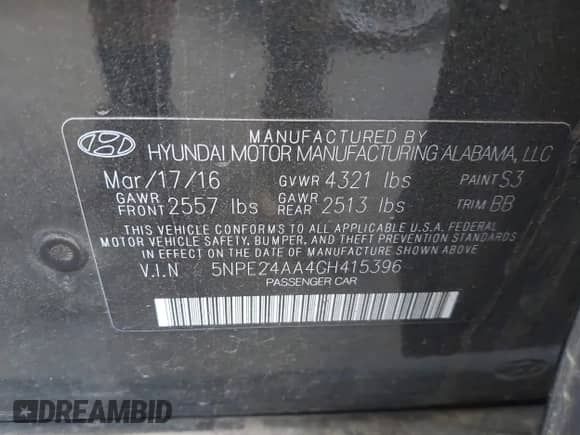 MANUFACTURED BY
HYUNDAI MOTOR MANUFACTURING ALABAMA, LLC
Mar/17/16 GVWR 4321 lbs PAINT S3
GAWR FRONT 2557 lbs GAWR REAR 2513 lbs TRIM BB
THIS VEHICLE CONFORMS TO ALL APPLICABLE U.S.A. FEDERAL
MOTOR VEHICLE SAFETY, BUMPER, AND THEFT PREVENTION
STANDARDS IN EFFECT ON THE DATE OF MANUFACTURE SHOWN ABOVE
V.I.N 5NPE24AA4GH415396
PASSENGER CAR
DREAMBID